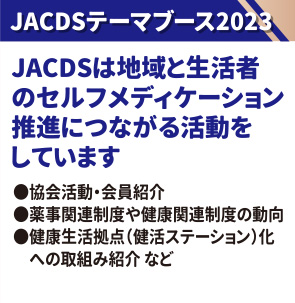 JACDSテーマブース2023
JACDSは地域と生活者
のセルフメディケーション
推進につながる活動を
しています
●協会活動・会員紹介
●薬事関連制度や健康関連制度の動向
●健康生活拠点（健活ステーション）化
への取組み紹介 など